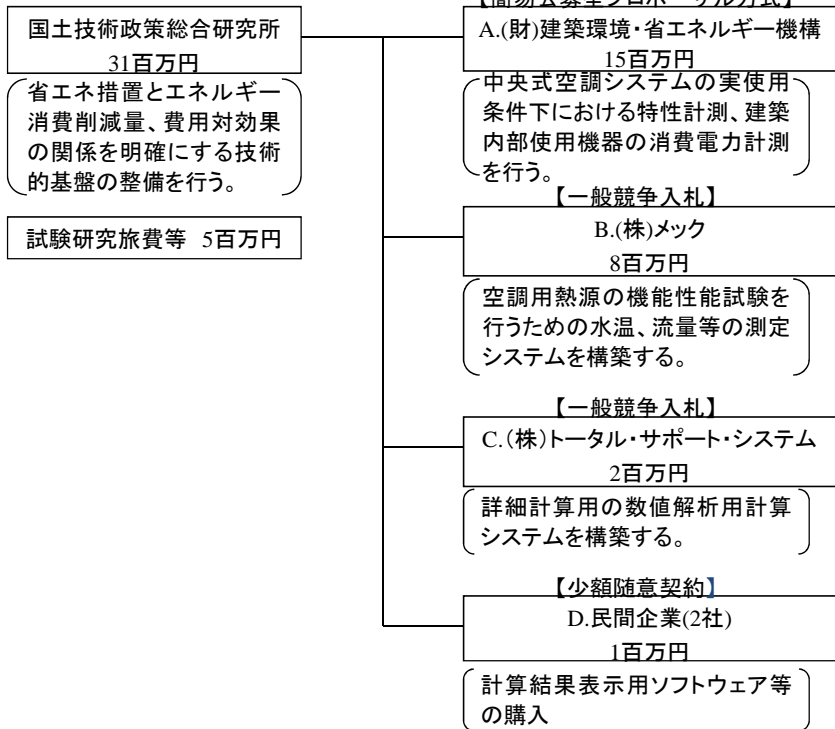 国土技術政策総合研究所
31百万円
省エネ措置とエネルギー
消費削減量、費用対効果
の関係を明確にする技術
的基盤の整備を行う。
試験研究旅費等 5百万円
【簡易公募型プロポーザル方式】
A.(財)建築環境・省エネルギー機構
15百万円
中央式空調システムの実使用
条件下における特性計測、建築
内部使用機器の消費電力計測
を行う。
【一般競争入札】
B.(株)メック
8百万円
空調用熱源の機能性能試験を
行うための水温、流量等の測定
システムを構築する。
【一般競争入札】
C.(株)トータル・サポート・システム
2百万円
詳細計算用の数値解析用計算
システムを構築する。
【少額随意契約】
D.民間企業(2社)
1百万円
計算結果表示用ソフトウェア等
の購入